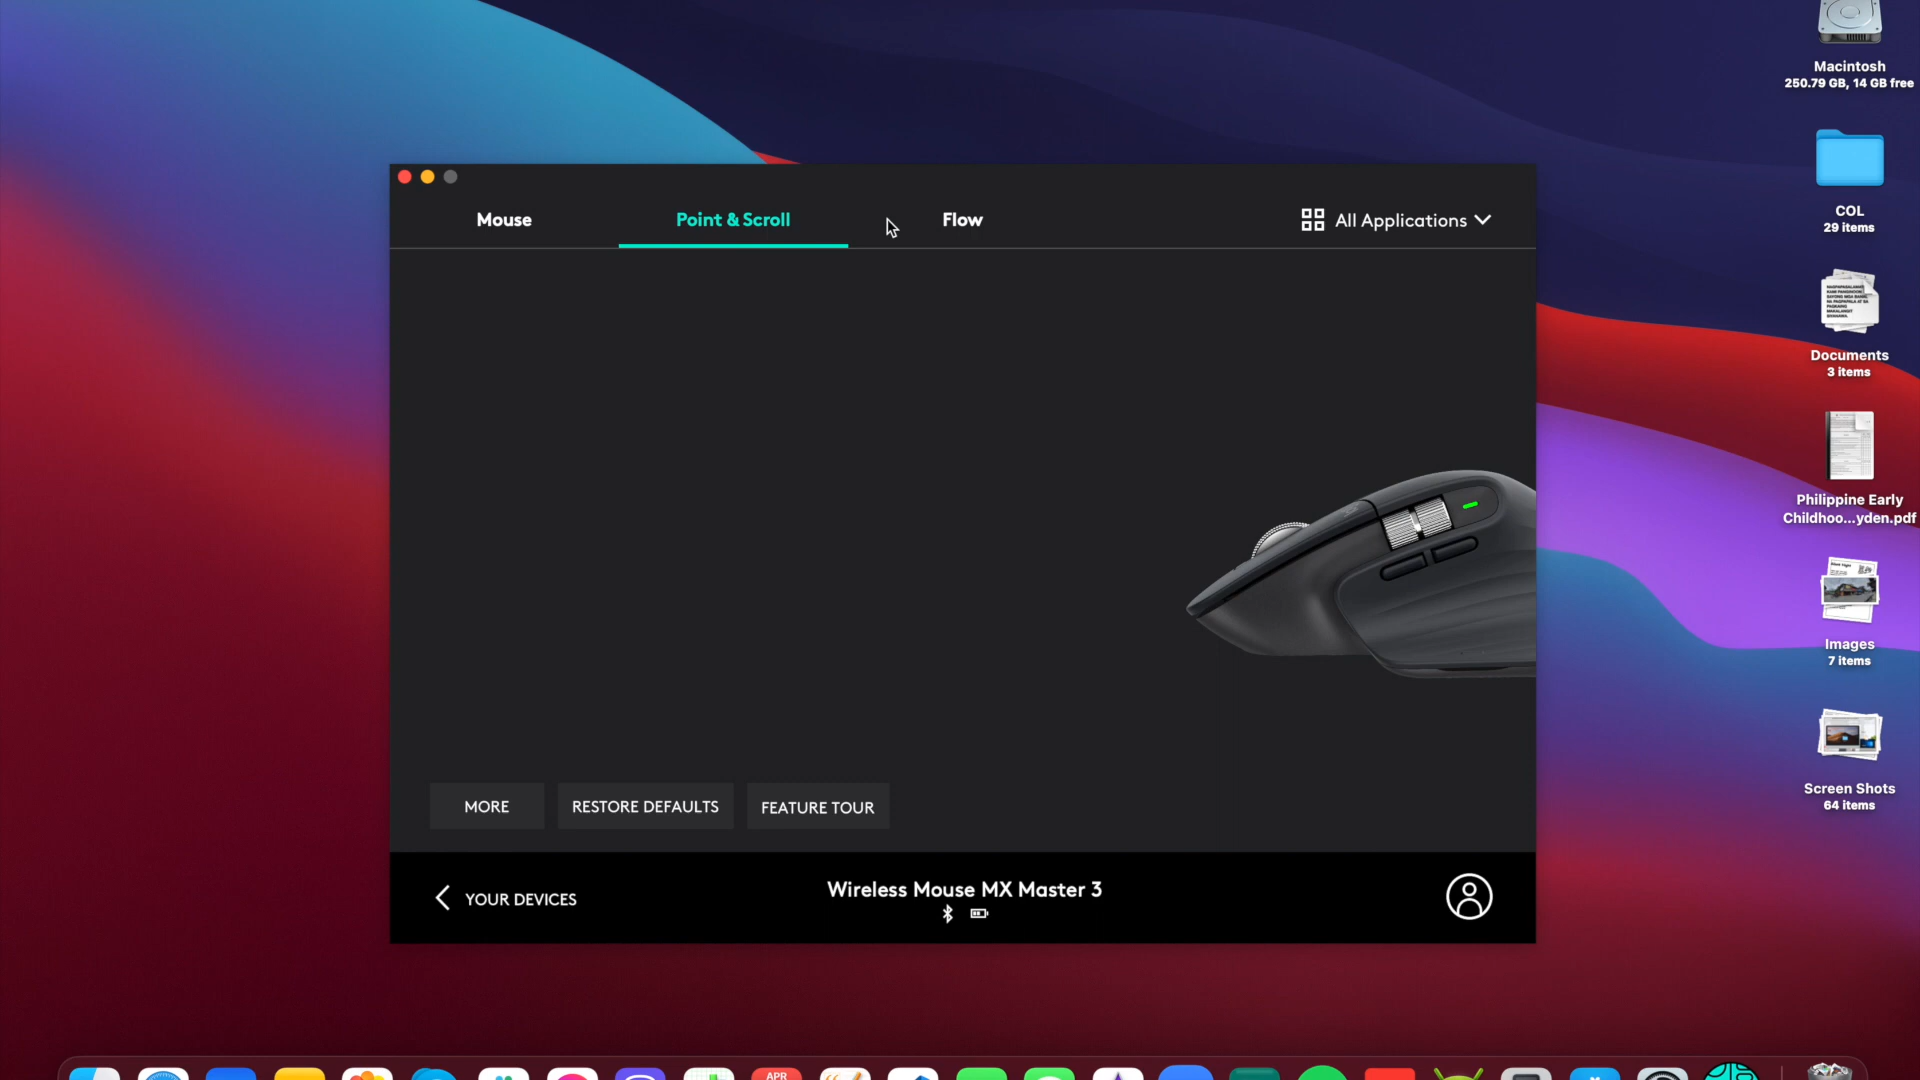 Macintosh
250.79 GB, 14 GB free
Mouse
Point & Scroll
Flow
All Applications
COL
29 items
Documents
3 items
Philippine Early
Childhoo...yden.pdf
Images
7 items
Screen Shots
64 items
MORE
RESTORE DEFAULTS
FEATURE TOUR
YOUR DEVICES
Wireless Mouse MX Master 3
APR